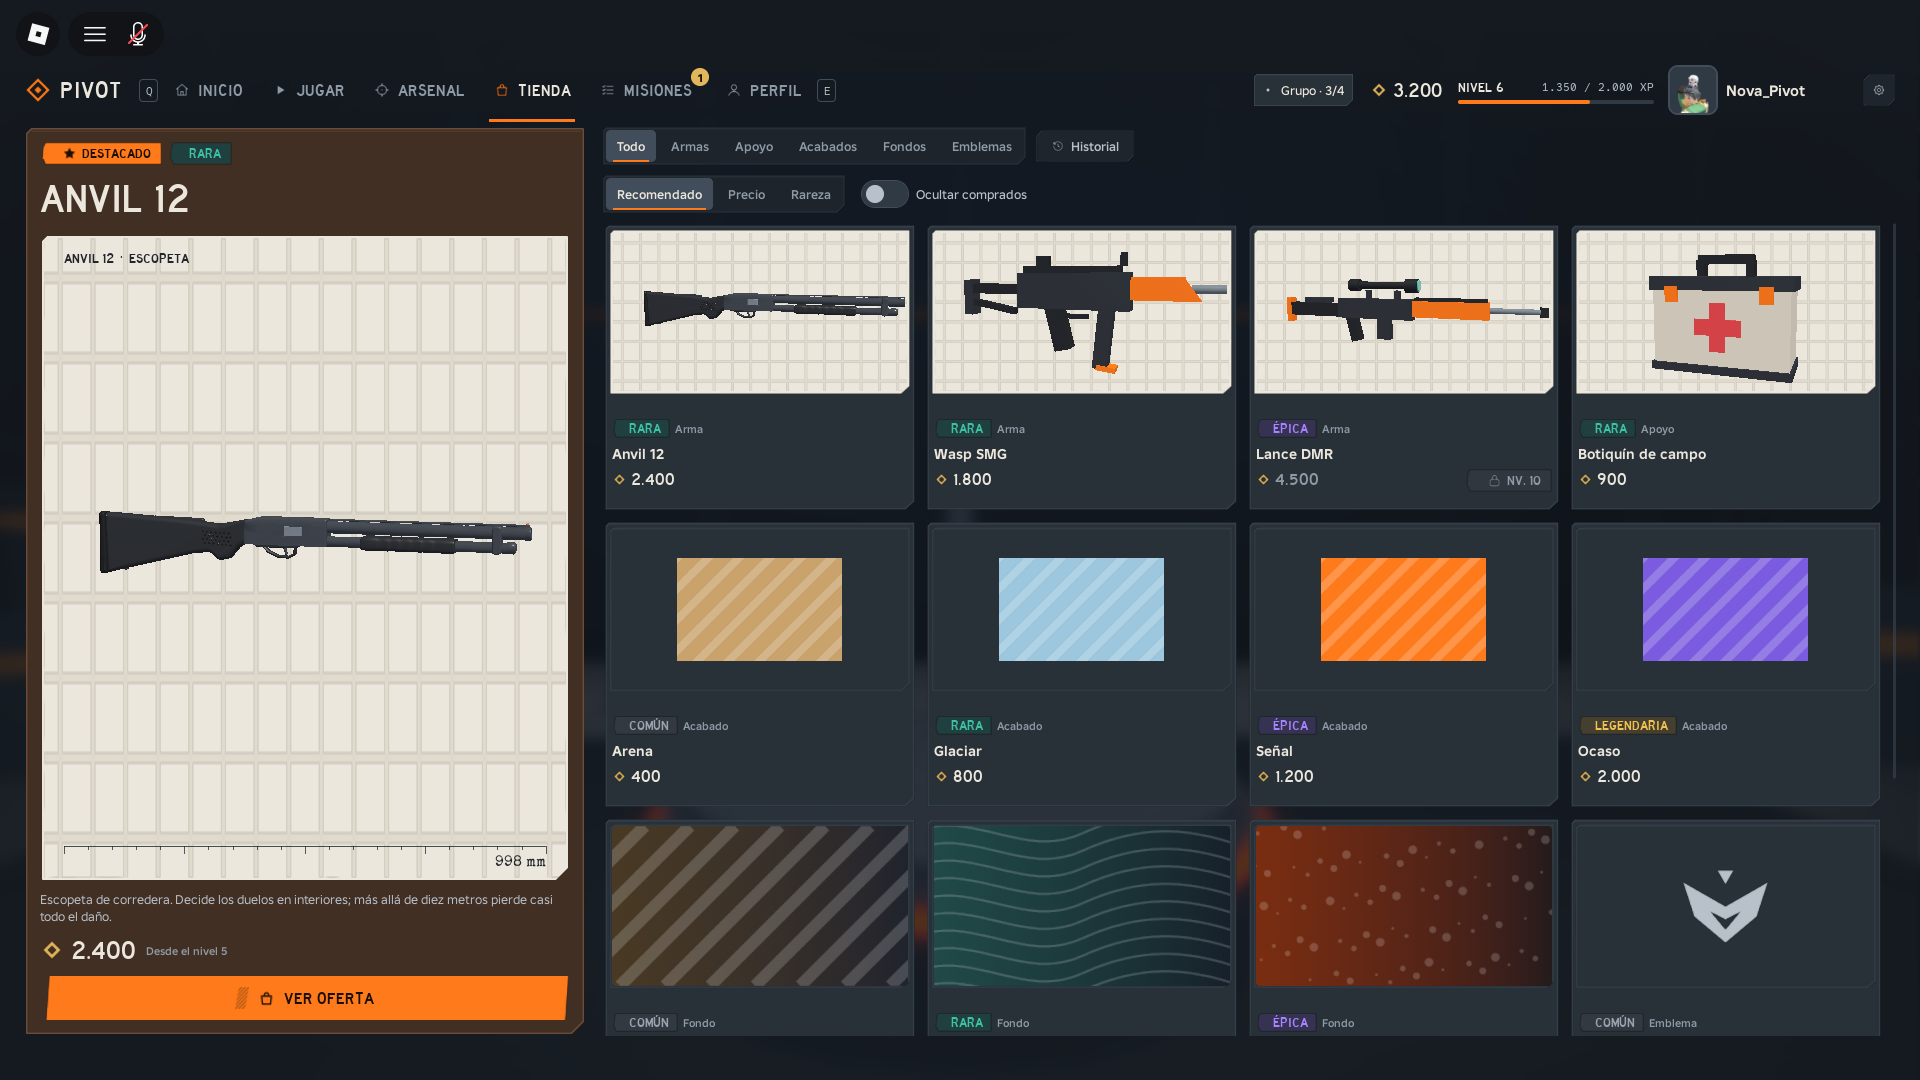 PIVOT
Q
INICIO
JUGAR
ARSENAL
TIENDA
MISIONES
1
PERFIL
E
Grupo · 3/4
3.200
NIVEL 6
1.350 / 2.000 XP
Nova_Pivot
DESTACADO
RARA
ANVIL 12
ANVIL 12 · ESCOPETA
998 mm
Escopeta de corredera. Decide los duelos en interiores; más allá de diez metros pierde casi
todo el daño.
2.400
Desde el nivel 5
VER OFERTA
Todo
Armas
Apoyo
Acabados
Fondos
Emblemas
Historial
Recomendado
Precio
Rareza
Ocultar comprados
RARA
Arma
Anvil 12
2.400
RARA
Arma
Wasp SMG
1.800
ÉPICA
Arma
Lance DMR
4.500
NV. 10
RARA
Apoyo
Botiquín de campo
900
COMÚN
Acabado
Arena
400
RARA
Acabado
Glaciar
800
ÉPICA
Acabado
Señal
1.200
LEGENDARIA
Acabado
Ocaso
2.000
COMÚN
Fondo
RARA
Fondo
ÉPICA
Fondo
COMÚN
Emblema